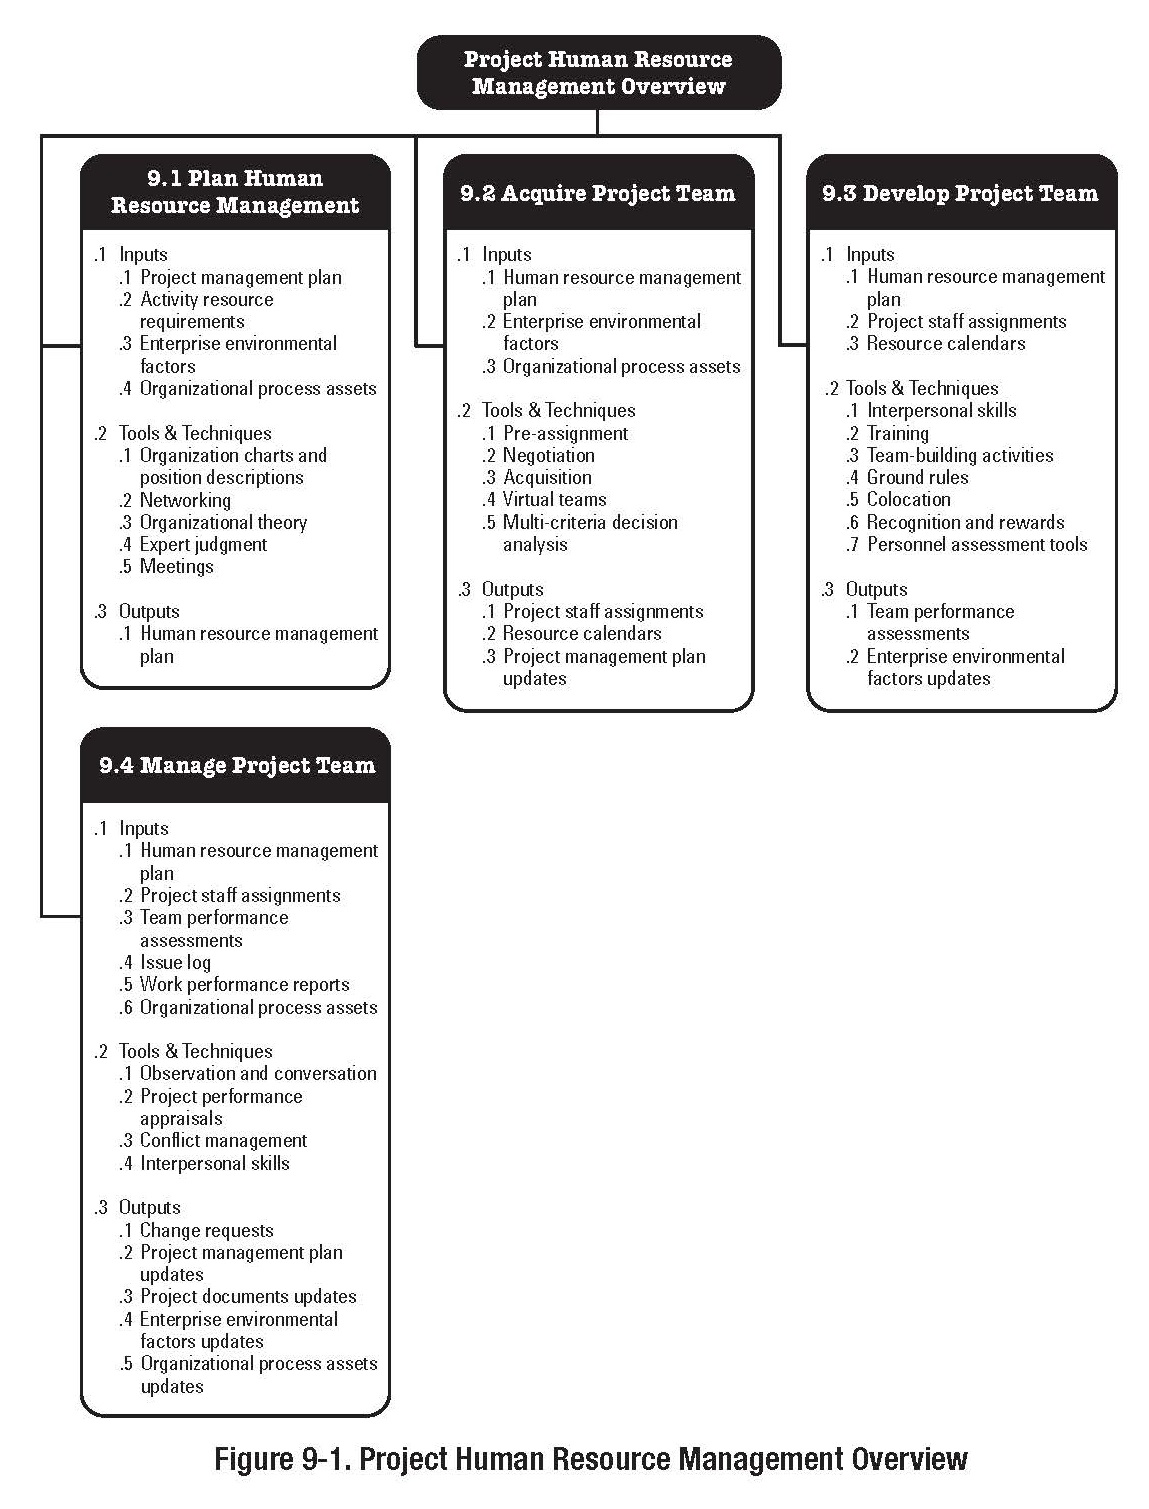 Project Human Resource
Management Overview
9.1 Plan Human
Resource Management
.1 Inputs
.1 Project management plan
.2 Activity resource
requirements
.3 Enterprise environmental
factors
.4 Organizational process assets
.2 Tools & Techniques
.1 Organization charts and
position descriptions
.2 Networking
.3 Organizational theory
.4 Expert judgment
.5 Meetings
.3 Outputs
.1 Human resource management
plan
9.2 Acquire Project Team
.1 Inputs
.1 Human resource management
plan
.2 Enterprise environmental
factors
.3 Organizational process assets
.2 Tools & Techniques
.1 Pre-assignment
.2 Negotiation
.3 Acquisition
.4 Virtual teams
.5 Multi-criteria decision
analysis
.3 Outputs
.1 Project staff assignments
.2 Resource calendars
.3 Project management plan
updates
9.3 Develop Project Team
.1 Inputs
.1 Human resource management
plan
.2 Project staff assignments
.3 Resource calendars
.2 Tools & Techniques
.1 Interpersonal skills
.2 Training
.3 Team-building activities
.4 Ground rules
.5 Colocation
.6 Recognition and rewards
.7 Personnel assessment tools
.3 Outputs
.1 Team performance
assessments
.2 Enterprise environmental
factors updates
9.4 Manage Project Team
.1 Inputs
.1 Human resource management
plan
.2 Project staff assignments
.3 Team performance
assessments
.4 Issue log
.5 Work performance reports
.6 Organizational process assets
.2 Tools & Techniques
.1 Observation and conversation
.2 Project performance
appraisals
.3 Conflict management
.4 Interpersonal skills
.3 Outputs
.1 Change requests
.2 Project management plan
updates
.3 Project documents updates
.4 Enterprise environmental
factors updates
.5 Organizational process assets
updates
Figure 9-1. Project Human Resource Management Overview